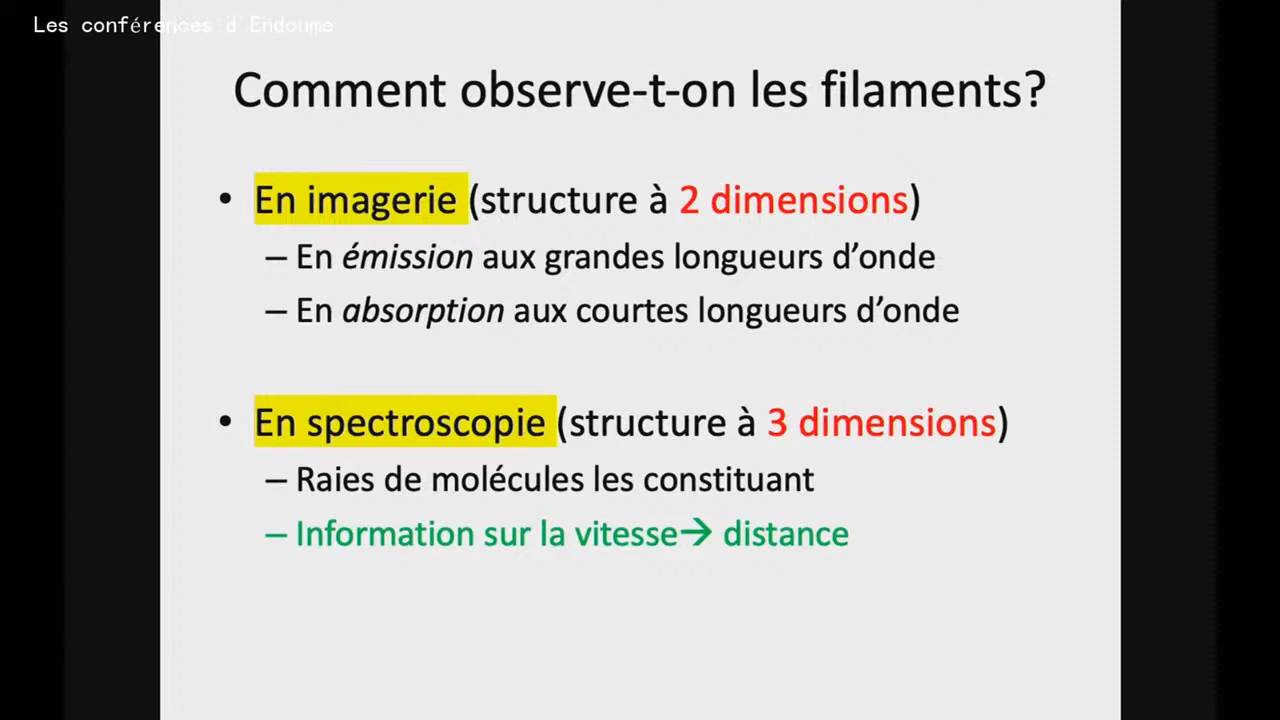 Les conférences d'Endoume
Comment observe-t-on les filaments?
• En imagerie (structure à 2 dimensions)
– En émission aux grandes longueurs d’onde
– En absorption aux courtes longueurs d’onde
• En spectroscopie (structure à 3 dimensions)
– Raies de molécules les constituant
– Information sur la vitesse→ distance